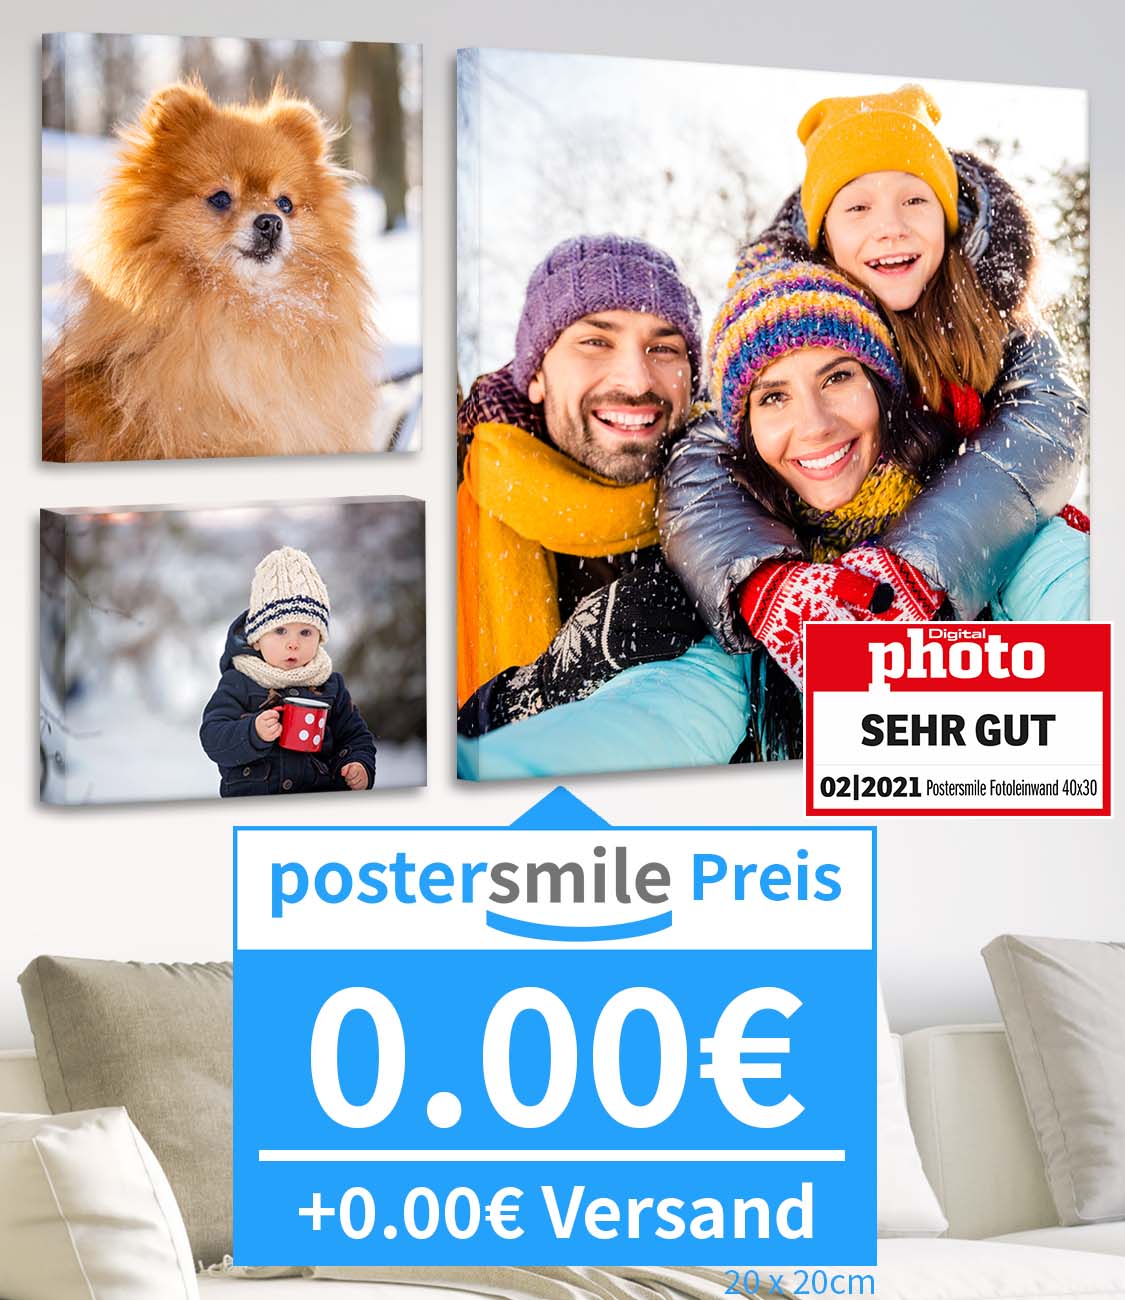 Digital
photo
SEHR GUT
02|2021 Postersmile Fotoleinwand 40x30
postersmile Preis
0.00€
+0.00€ Versand
20 x 20cm